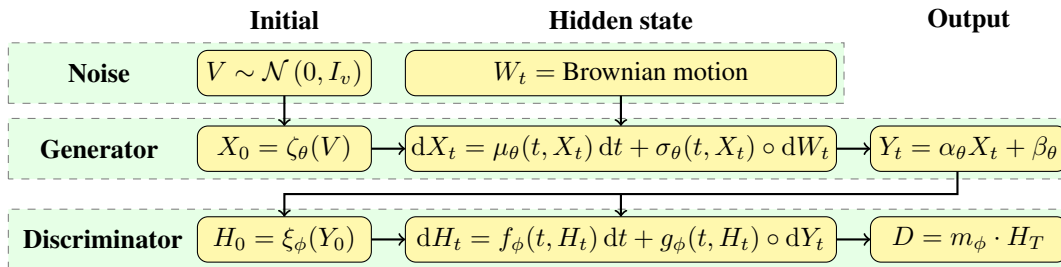 Initial Hidden state Output
Noise V ∼ 𝒩(0, I_v) W_t = Brownian motion
Generator X_0 = ζ_θ(V) dX_t = μ_θ(t, X_t) dt + σ_θ(t, X_t) ∘ dW_t Y_t = α_θX_t + β_θ
Discriminator H_0 = ξ_ϕ(Y_0) dH_t = f_ϕ(t, H_t) dt + g_ϕ(t, H_t) ∘ dY_t D = m_ϕ · H_T